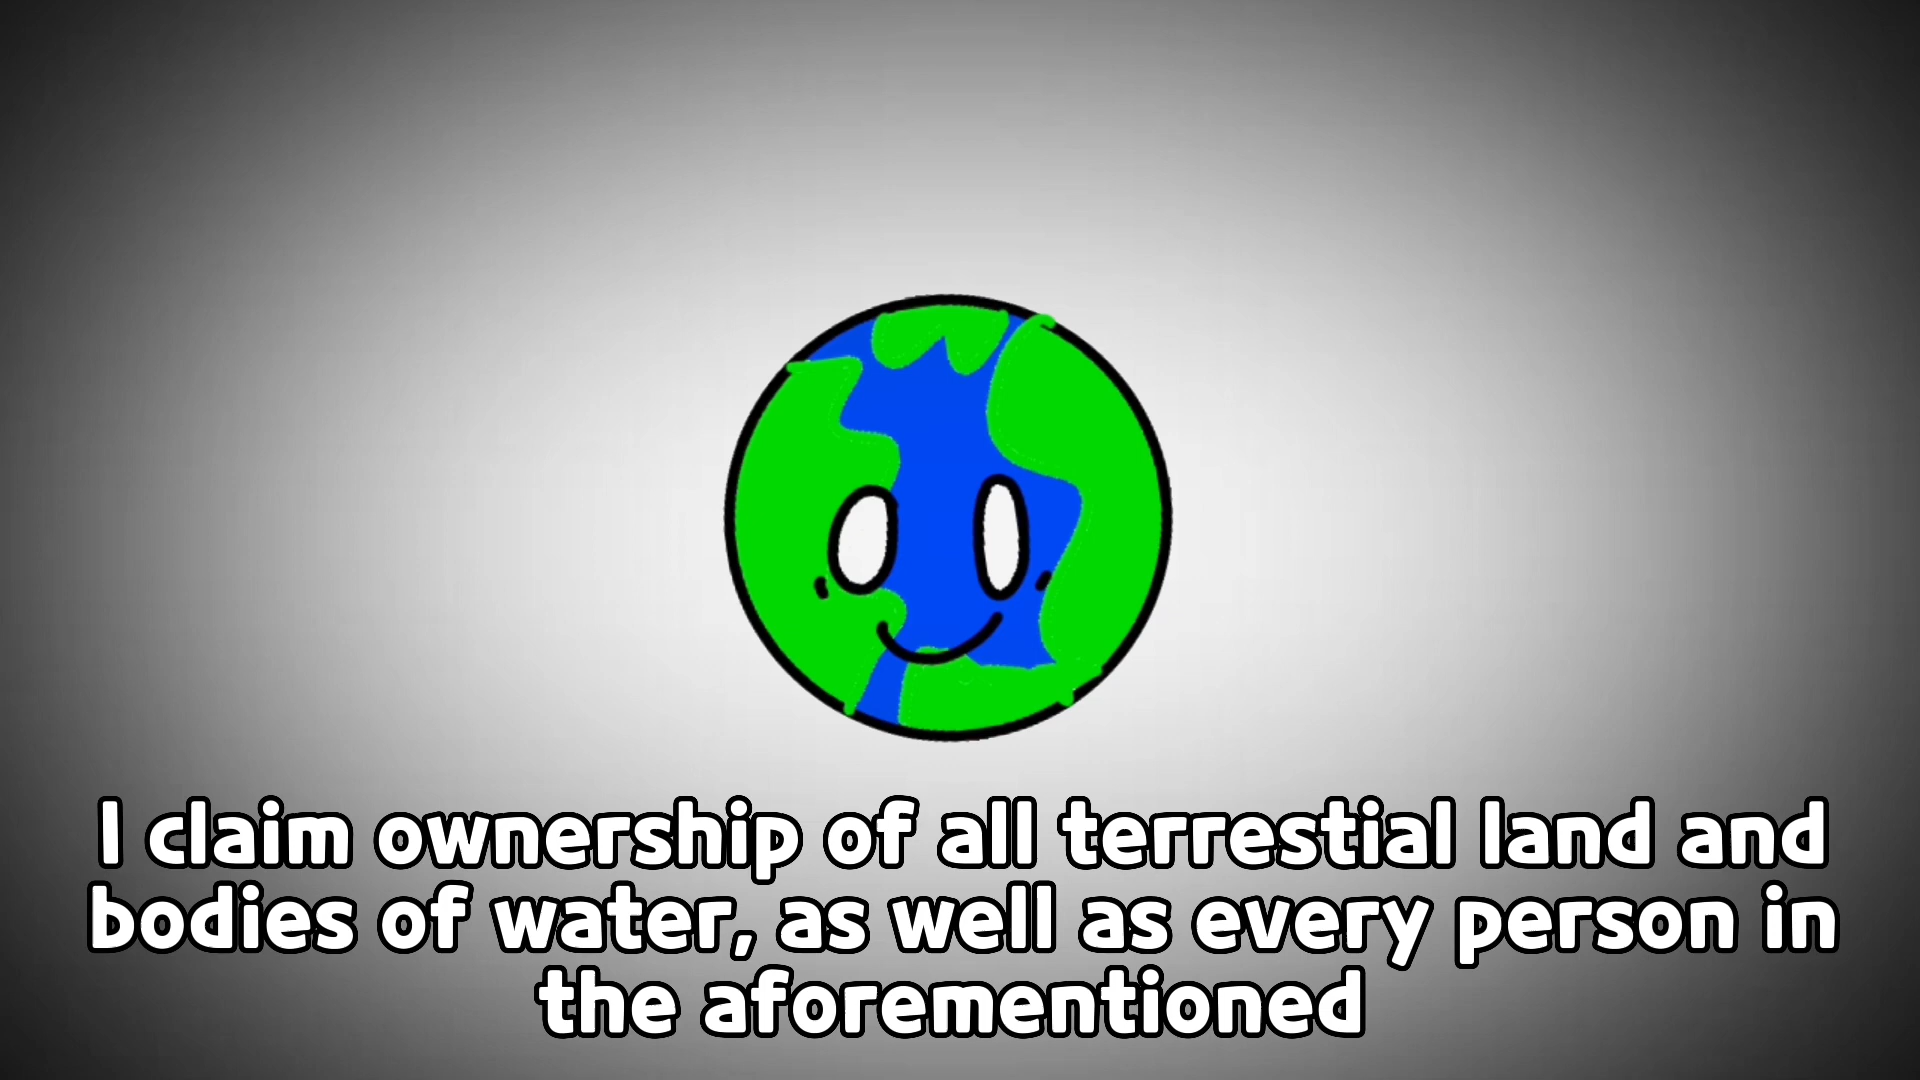 I claim ownership of all terrestial land and
bodies of water, as well as every person in
the aforementioned